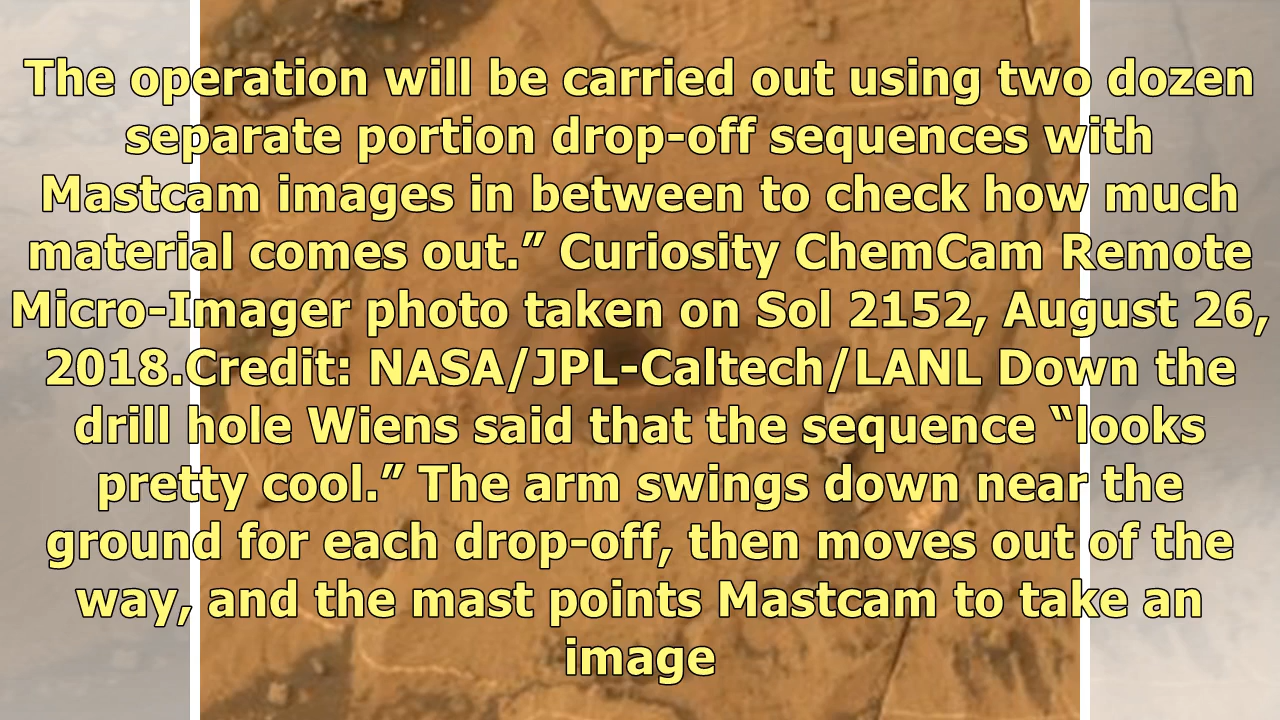 The operation will be carried out using two dozen
separate portion drop-off sequences with
Mastcam images in between to check how much
material comes out.” Curiosity ChemCam Remote
Micro-Imager photo taken on Sol 2152, August 26,
2018.Credit: NASA/JPL-Caltech/LANL Down the
drill hole Wiens said that the sequence “looks
pretty cool.” The arm swings down near the
ground for each drop-off, then moves out of the
way, and the mast points Mastcam to take an
image